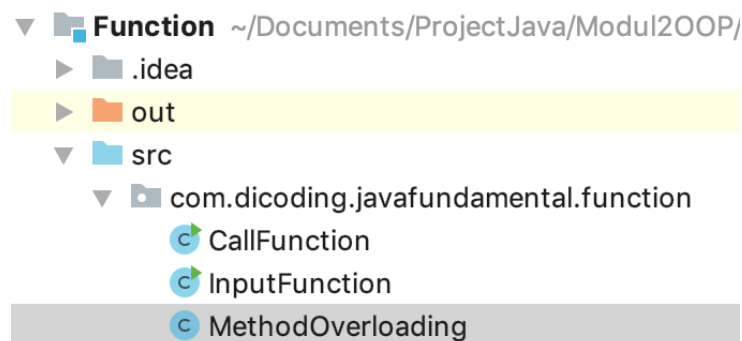 Function ~/Documents/ProjectJava/Modul2OOP/
.idea
out
src
com.dicoding.javafundamental.function
C CallFunction
C InputFunction
C MethodOverloading